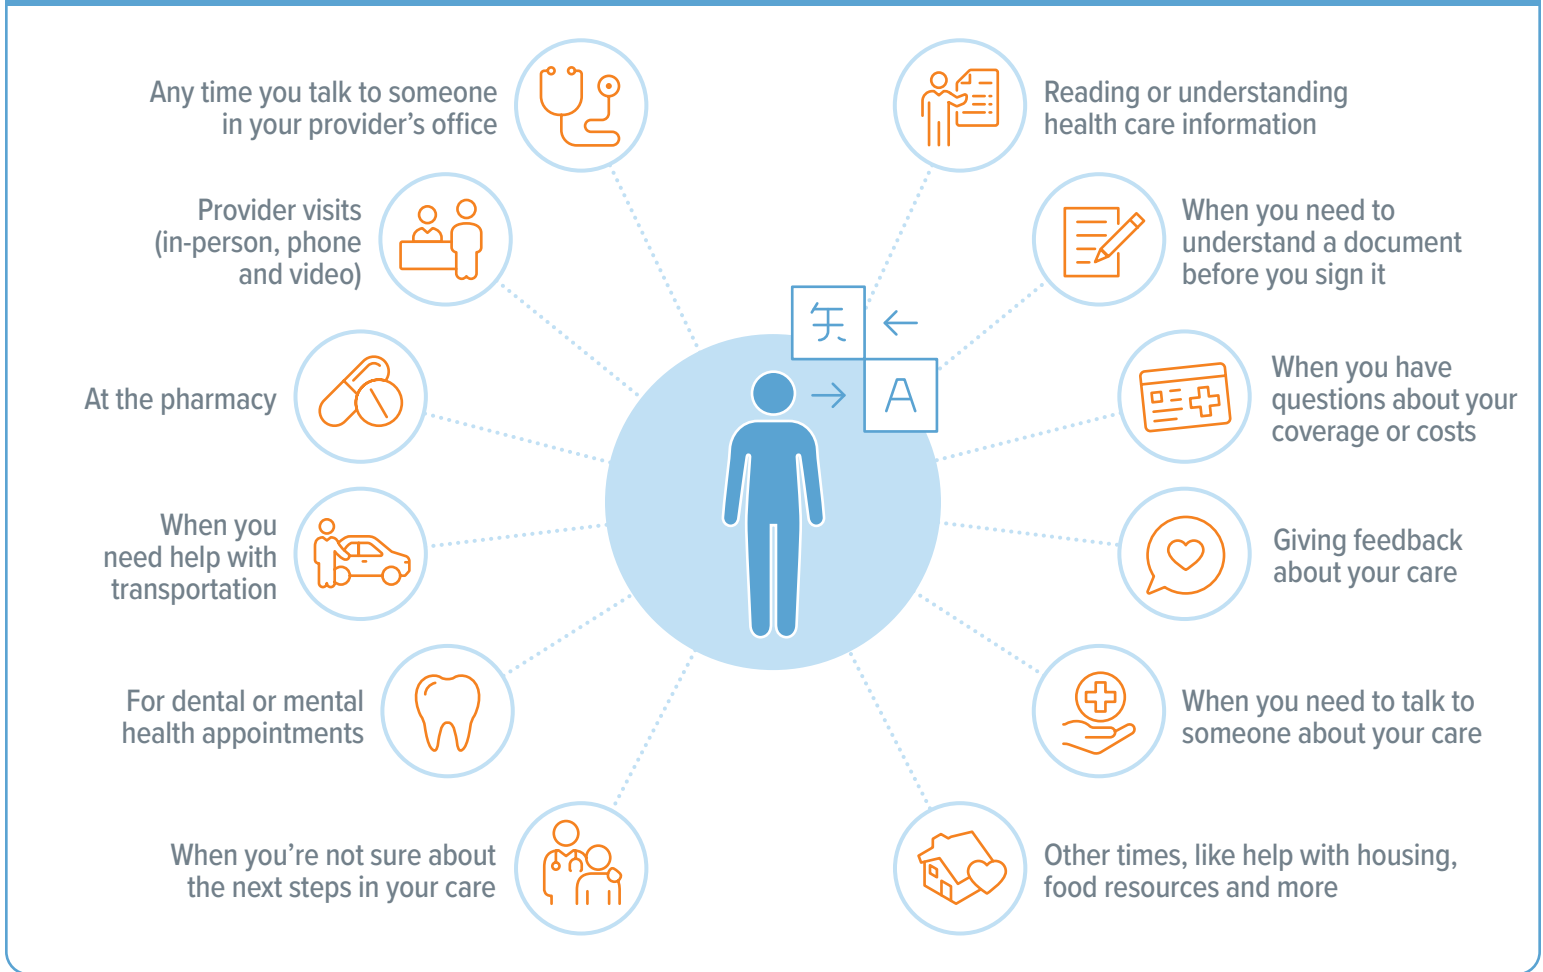 Any time you talk to someone
in your provider’s office
Provider visits
(in-person, phone
and video)
At the pharmacy
When you
need help with
transportation
For dental or mental
health appointments
When you’re not sure about
the next steps in your care
A
Reading or understanding
health care information
When you need to
understand a document
before you sign it
When you have
questions about your
coverage or costs
Giving feedback
about your care
When you need to talk to
someone about your care
Other times, like help with housing,
food resources and more